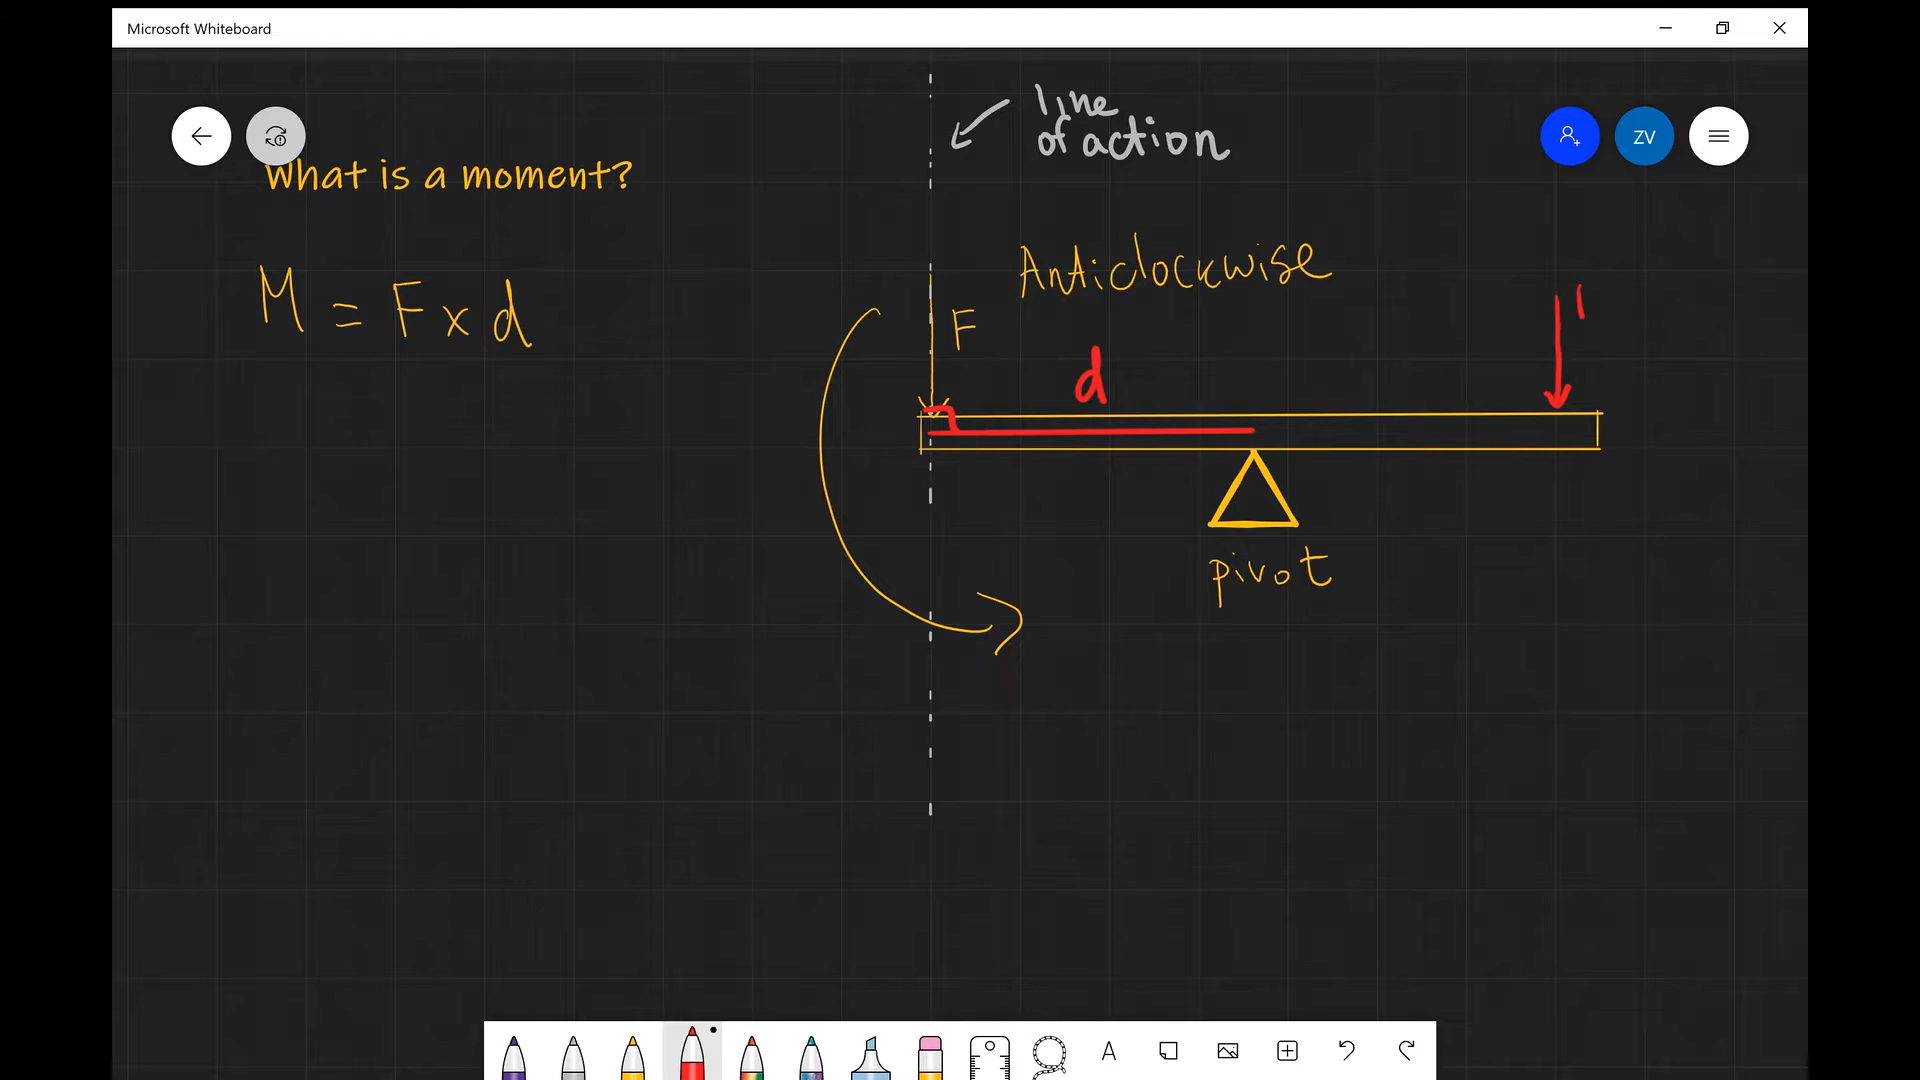 Microsoft Whiteboard
line
of action
ZV
What is a moment?
Anticlockwise
M = F x d
F
d
pivot
A